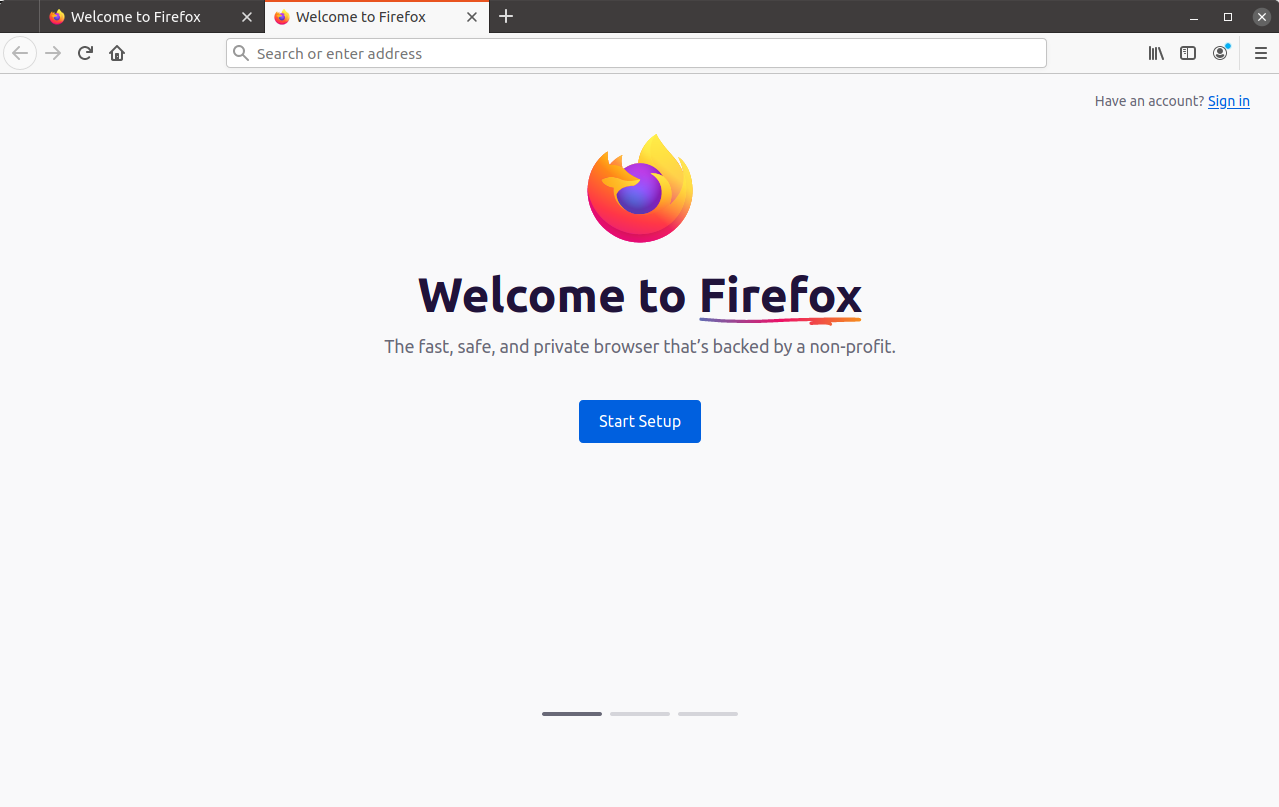 Welcome to Firefox
Welcome to Firefox
Search or enter address
Have an account? Sign in
Welcome to Firefox
The fast, safe, and private browser that’s backed by a non-profit.
Start Setup